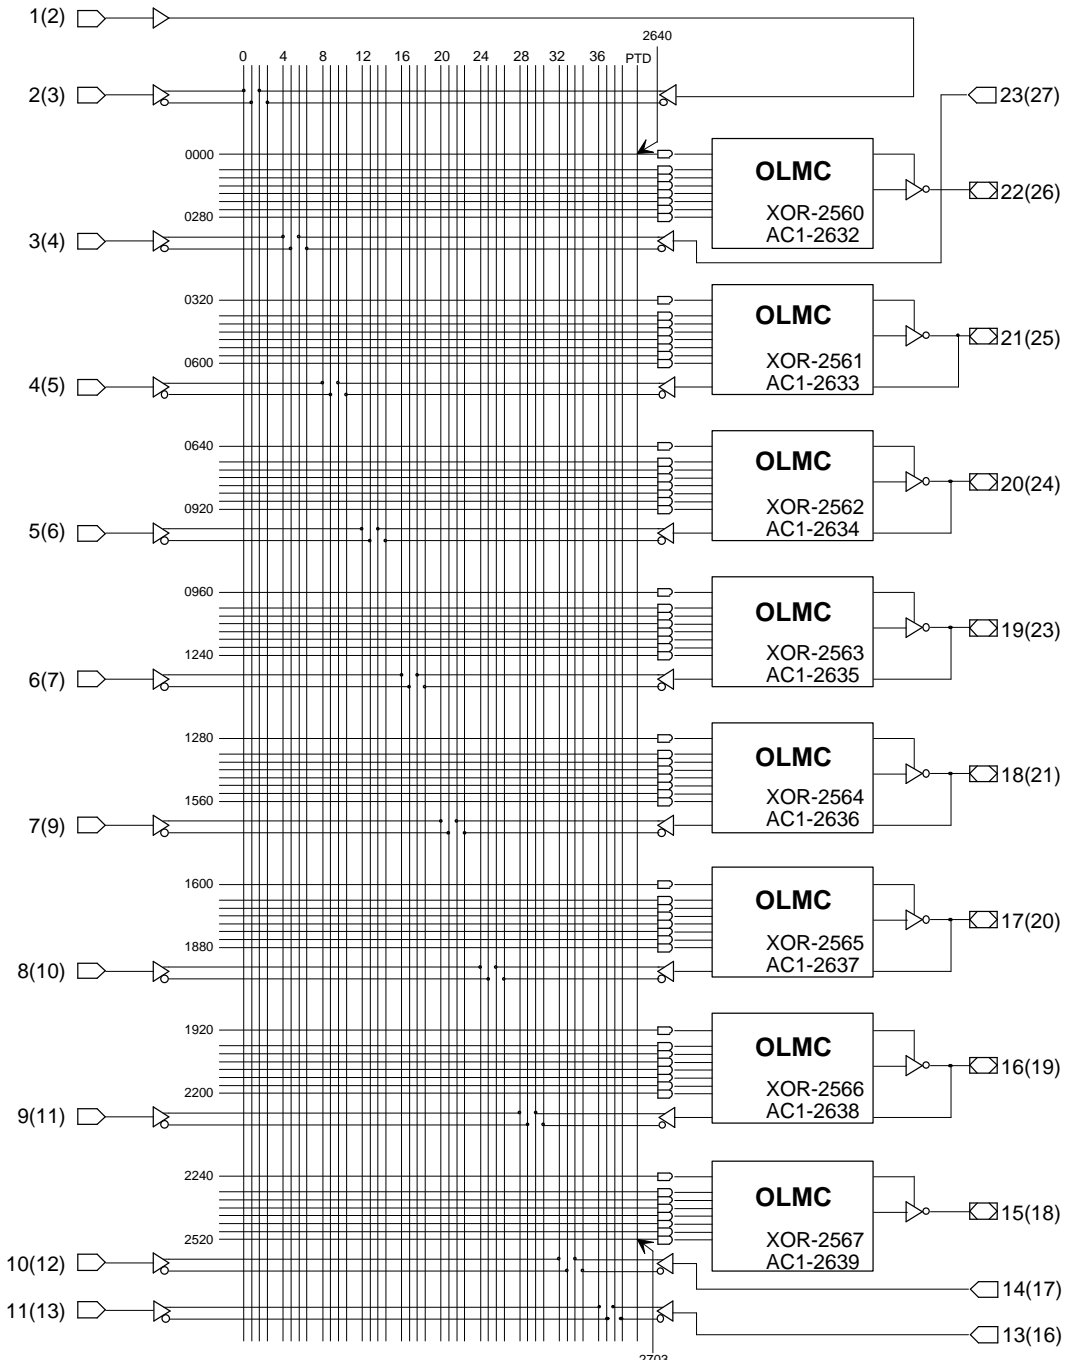 1(2)
2640
0 4 8 12 16 20 24 28 32 36 PTD
2(3)
23(27)
0000
OLMC
22(26)
XOR-2560
0280
AC1-2632
3(4)
0320
OLMC
21(25)
XOR-2561
0600
AC1-2633
4(5)
0640
OLMC
20(24)
XOR-2562
0920
AC1-2634
5(6)
0960
OLMC
19(23)
XOR-2563
1240
AC1-2635
6(7)
1280
OLMC
18(21)
XOR-2564
1560
AC1-2636
7(9)
1600
OLMC
17(20)
XOR-2565
1880
AC1-2637
8(10)
1920
OLMC
16(19)
XOR-2566
2200
AC1-2638
9(11)
2240
OLMC
15(18)
XOR-2567
2520
AC1-2639
10(12)
14(17)
11(13)
13(16)
2703